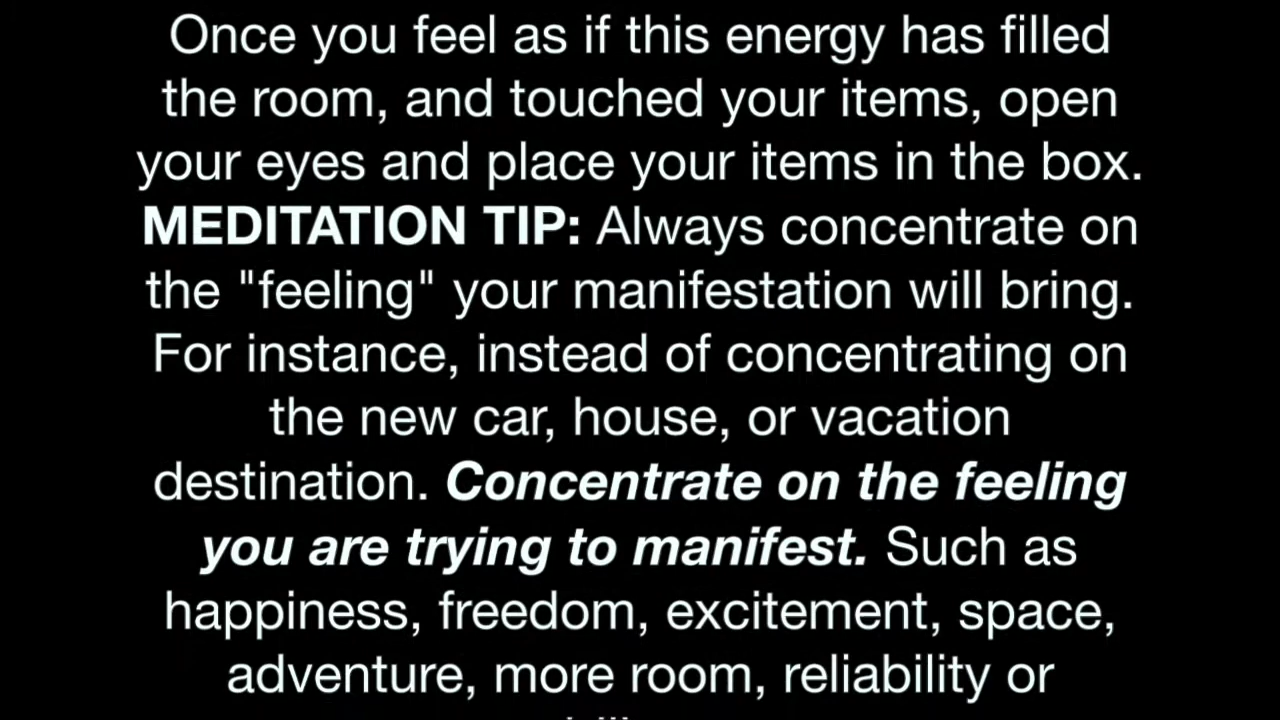 Once you feel as if this energy has filled
the room, and touched your items, open
your eyes and place your items in the box.
MEDITATION TIP: Always concentrate on
the "feeling" your manifestation will bring.
For instance, instead of concentrating on
the new car, house, or vacation
destination. Concentrate on the feeling
you are trying to manifest. Such as
happiness, freedom, excitement, space,
adventure, more room, reliability or